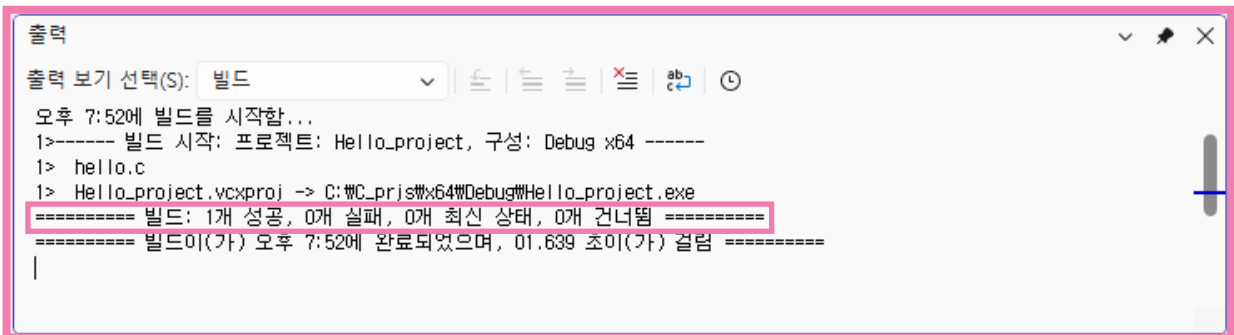 출력
출력 보기 선택(S): 빌드
오후 7:52에 빌드를 시작함...
1>------ 빌드 시작: 프로젝트: Hello_project, 구성: Debug x64 ------
1>  hello.c
1>  Hello_project.vcxproj -> C:₩C_prjs₩x64₩Debug₩Hello_project.exe
========== 빌드: 1개 성공, 0개 실패, 0개 최신 상태, 0개 건너뜀 ==========
========== 빌드이(가) 오후 7:52에 완료되었으며, 01.639 초이(가) 걸림 ==========